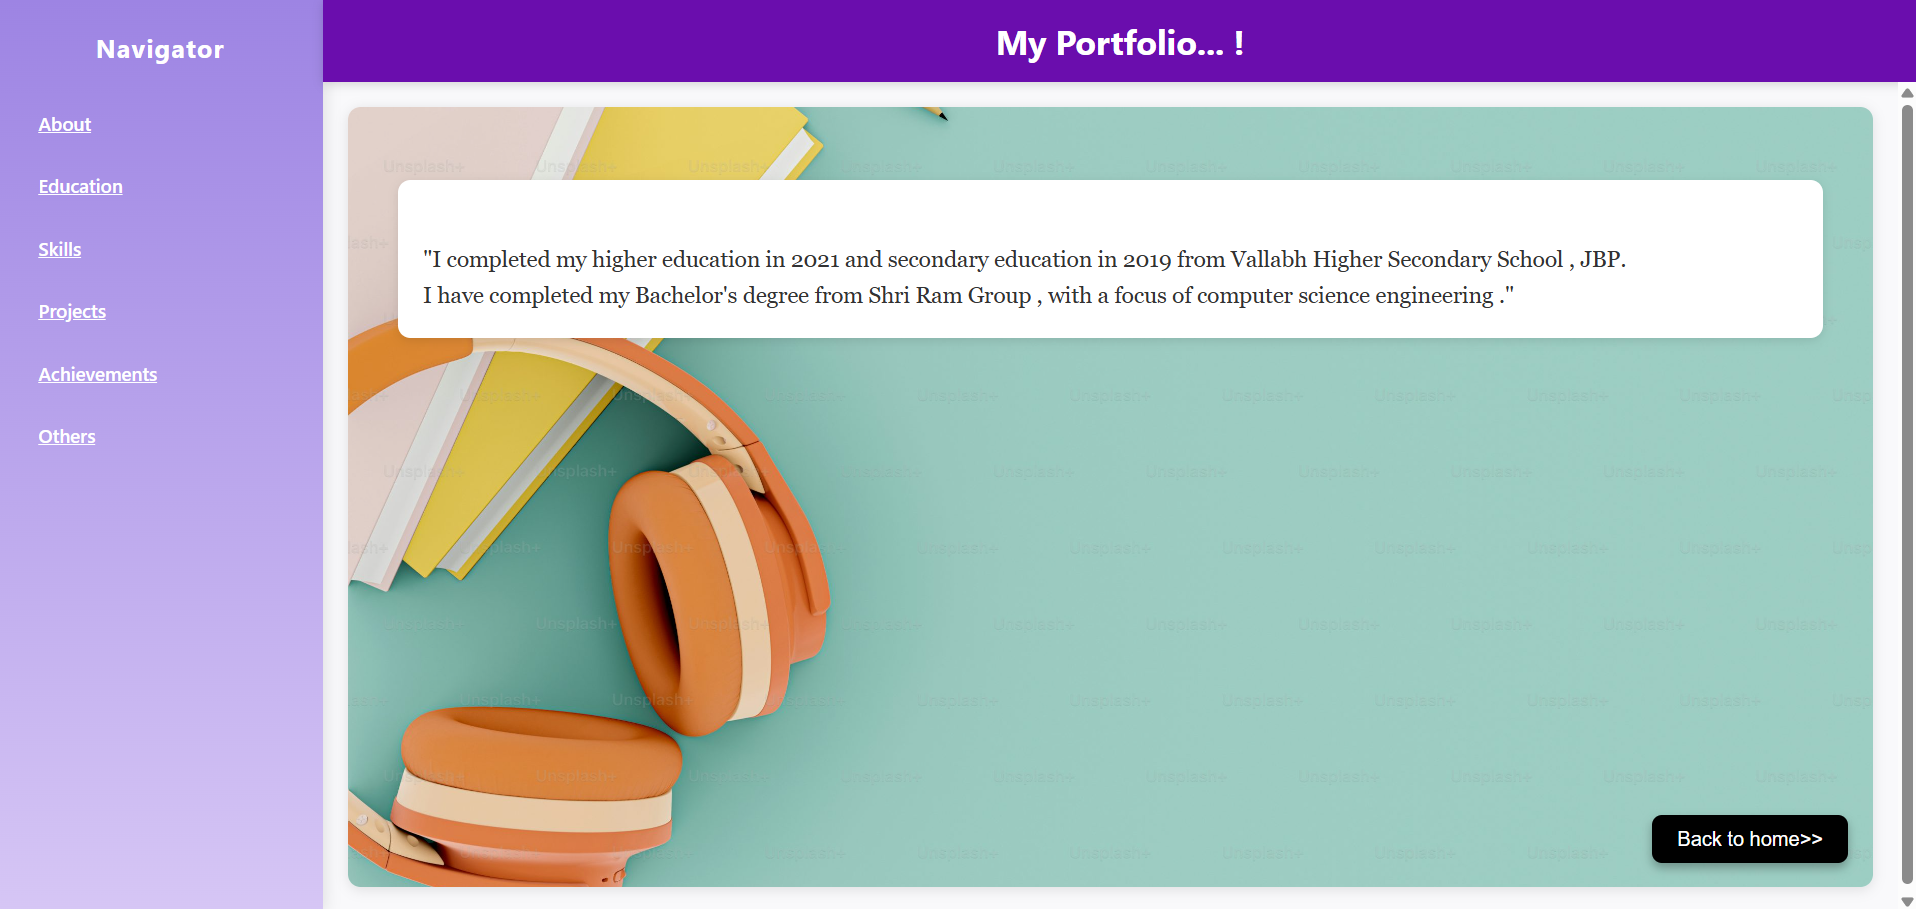 Navigator
My Portfolio... !
About
Education
Skills
Projects
Achievements
Others
"I completed my higher education in 2021 and secondary education in 2019 from Vallabh Higher Secondary School , JBP.
I have completed my Bachelor's degree from Shri Ram Group , with a focus of computer science engineering ."
Unsplash+
Back to home>>